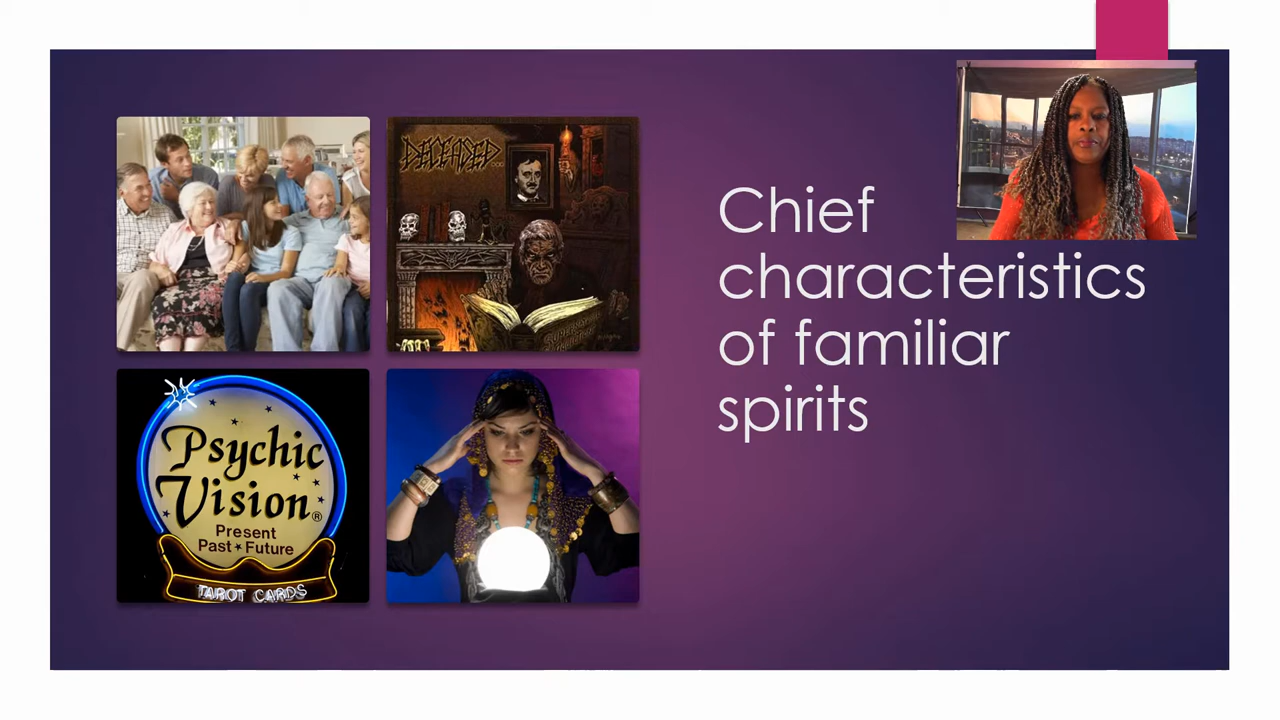 DECEASED...
Psychic
Vision®
Present
Past★Future
TAROT CARDS
Chief
characteristics
of familiar
spirits